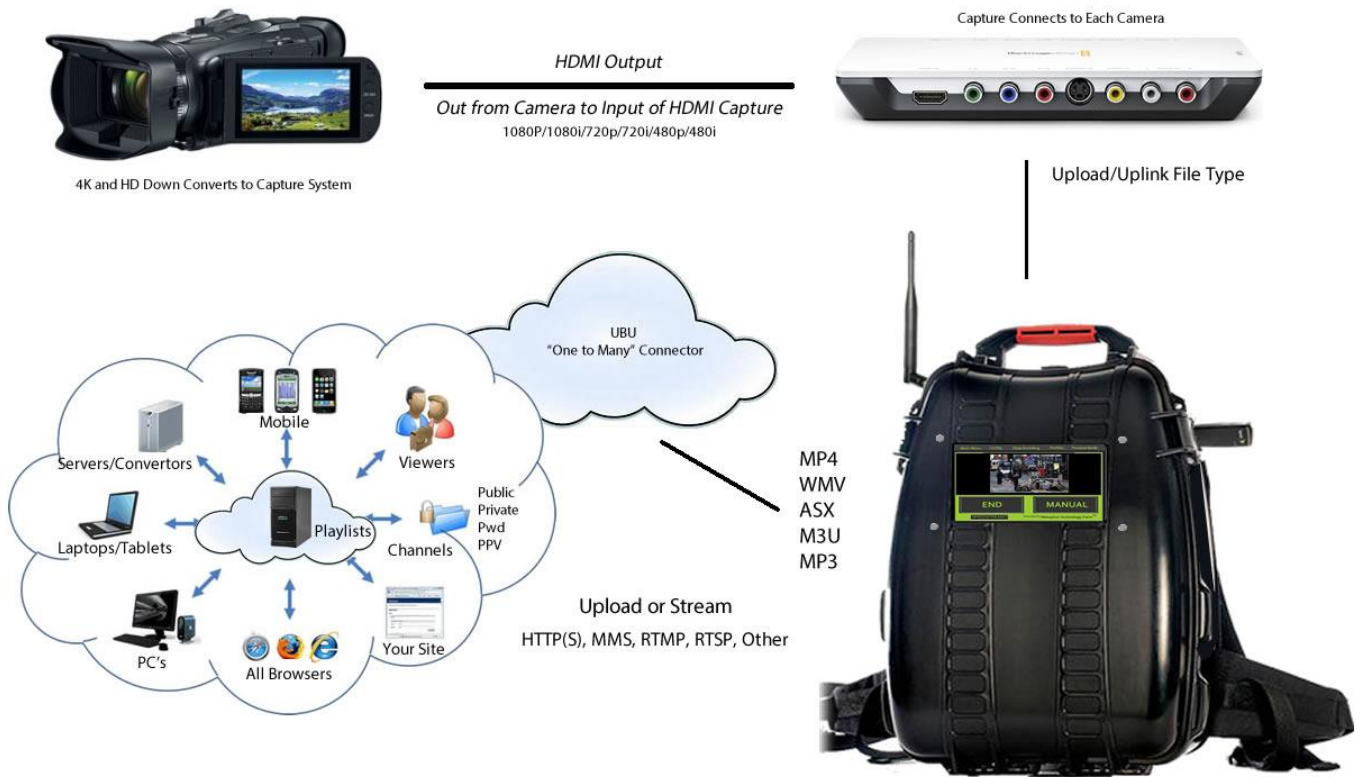 Capture Connects to Each Camera
HDMI Output
Out from Camera to Input of HDMI Capture
1080P/1080i/720p/720i/480p/480i
4K and HD Down Converts to Capture System
Upload/Uplink File Type
UBU
"One to Many" Connector
Mobile
Servers/Convertors
Viewers
Laptops/Tablets
Playlists
Channels
Public
Private
Pwd
PPV
PC's
All Browsers
Your Site
MP4
WMV
ASX
M3U
MP3
END
MANUAL
Upload or Stream
HTTP(S), MMS, RTMP, RTSP, Other